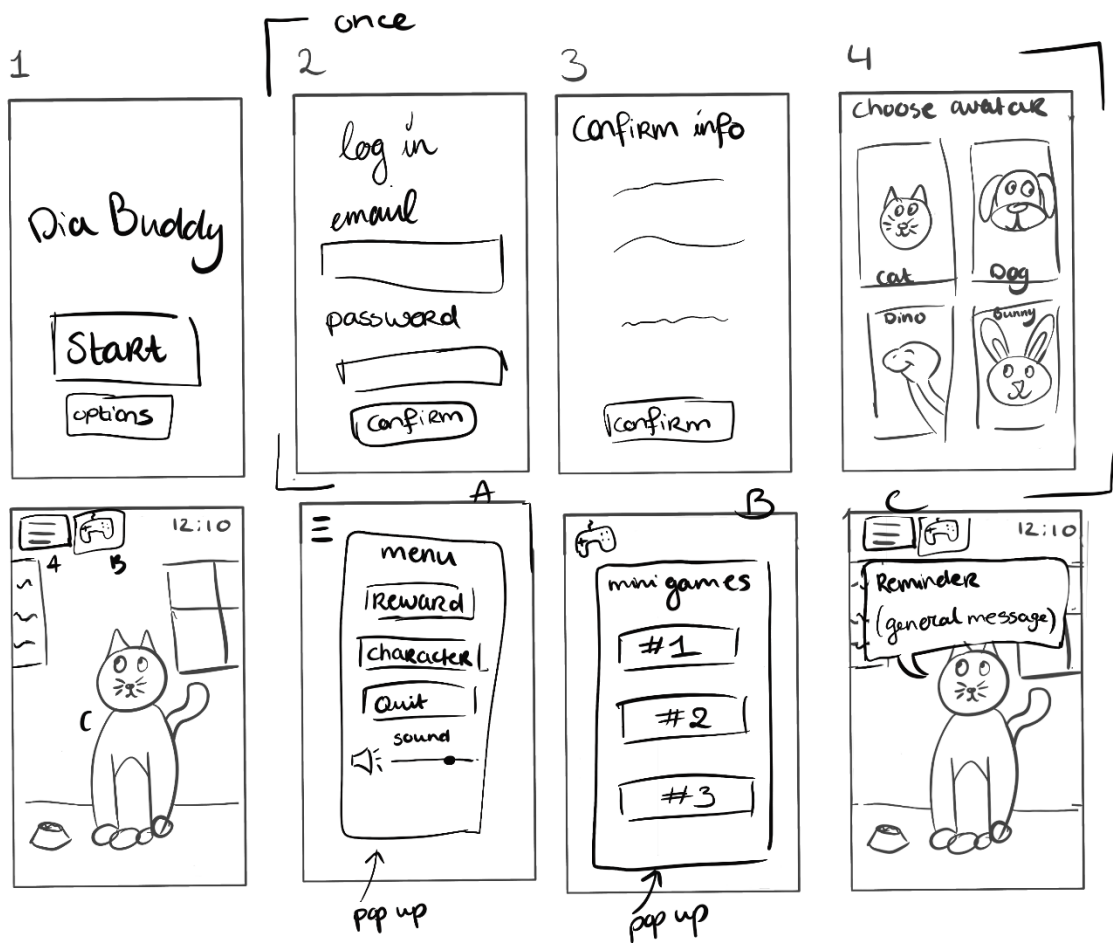 once
1
2
3
4
Dia Buddy
Start
options
log in
email
password
confirm
Confirm info
confirm
choose avatar
cat
Dog
Dino
Bunny
12:10
A
B
C
A
menu
Reward
character
Quit
sound
pop up
B
mini games
#1
#2
#3
pop up
C
12:10
Reminder
(general message)